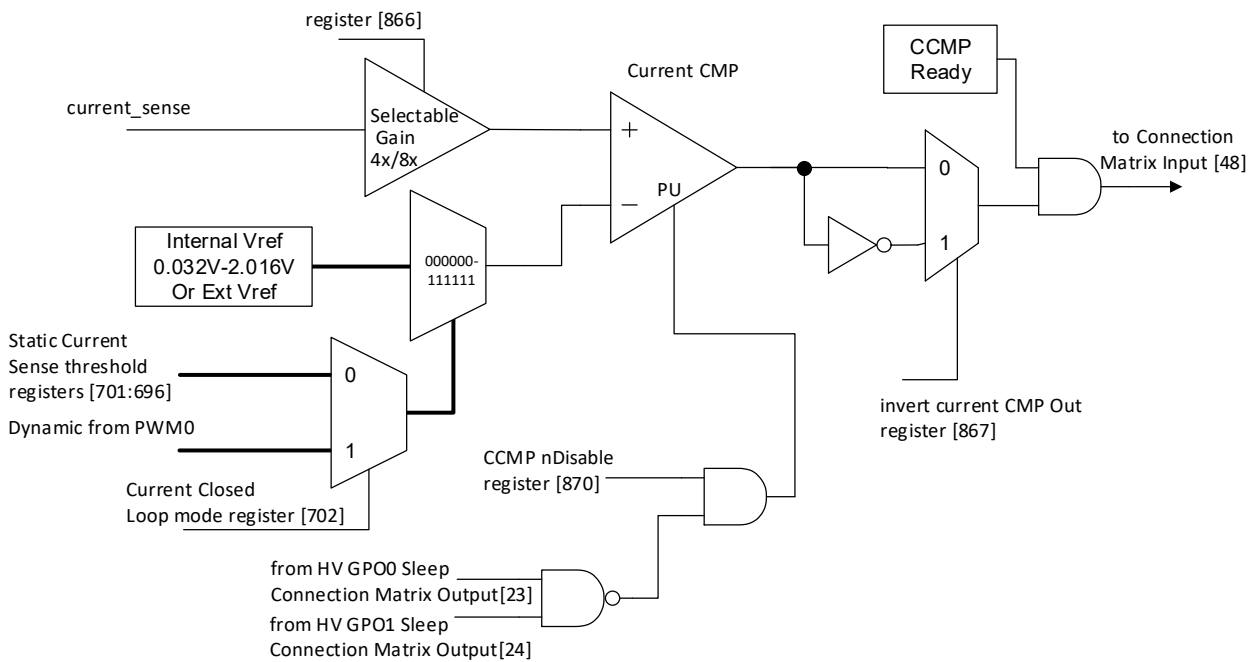 register [866]
current_sense
Selectable
Gain
4x/8x
Current CMP
+
−
PU
CCMP
Ready
0
1
to Connection
Matrix Input [48]
Internal Vref
0.032V-2.016V
Or Ext Vref
000000-
111111
Static Current
Sense threshold
registers [701:696]
Dynamic from PWM0
0
1
Current Closed
Loop mode register [702]
invert current CMP Out
register [867]
CCMP nDisable
register [870]
from HV GPO0 Sleep
Connection Matrix Output[23]
from HV GPO1 Sleep
Connection Matrix Output[24]